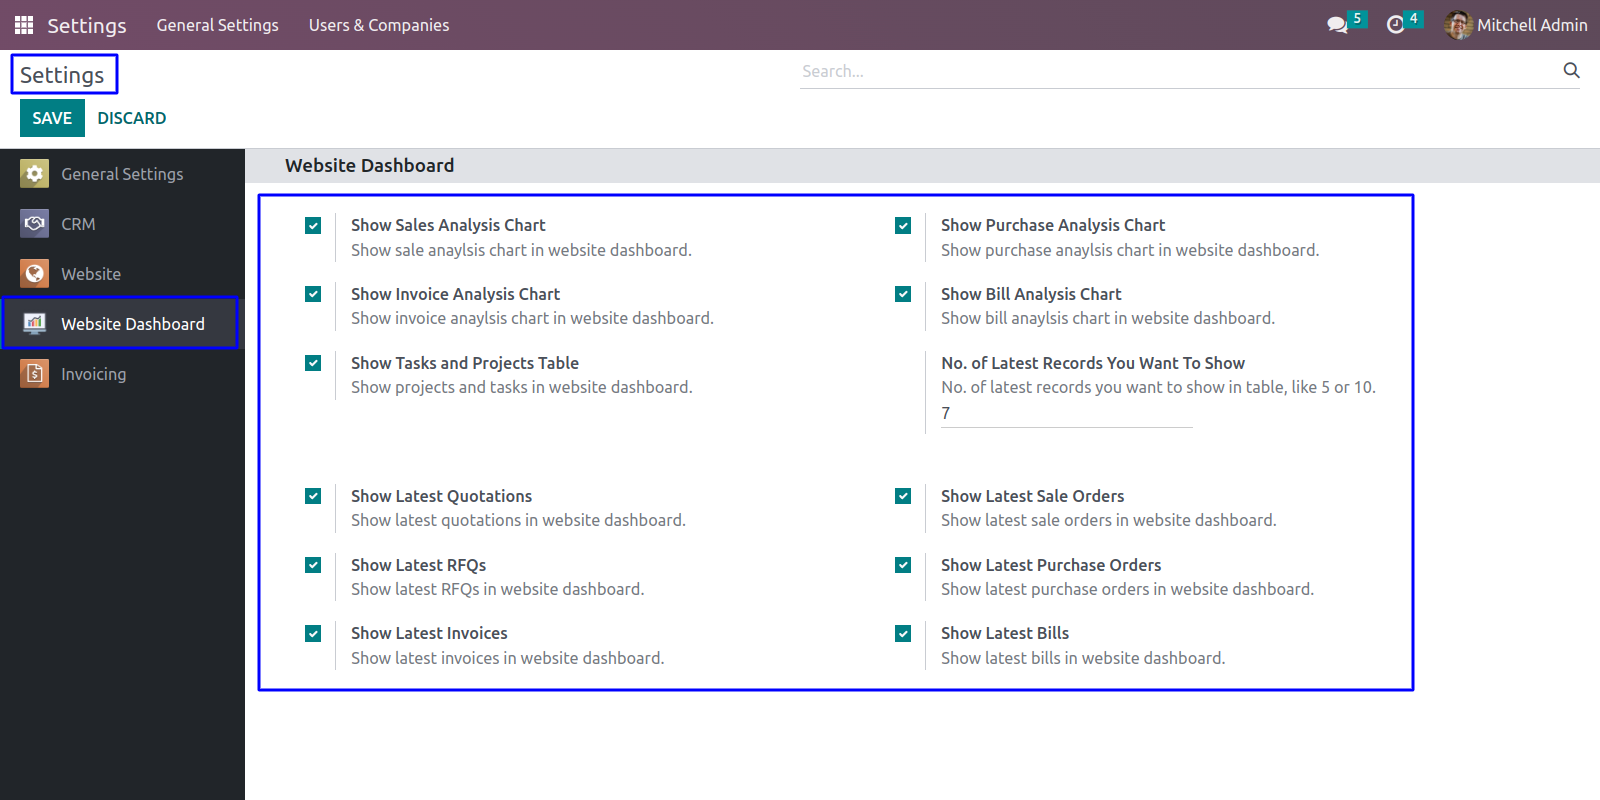 Settings General Settings Users & Companies 5 4 Mitchell Admin
Settings
Search...
SAVE DISCARD
General Settings
CRM
Website
Website Dashboard
Invoicing
Website Dashboard
Show Sales Analysis Chart
Show sale anaylsis chart in website dashboard.
Show Purchase Analysis Chart
Show purchase anaylsis chart in website dashboard.
Show Invoice Analysis Chart
Show invoice anaylsis chart in website dashboard.
Show Bill Analysis Chart
Show bill anaylsis chart in website dashboard.
Show Tasks and Projects Table
Show projects and tasks in website dashboard.
No. of Latest Records You Want To Show
No. of latest records you want to show in table, like 5 or 10.
7
Show Latest Quotations
Show latest quotations in website dashboard.
Show Latest Sale Orders
Show latest sale orders in website dashboard.
Show Latest RFQs
Show latest RFQs in website dashboard.
Show Latest Purchase Orders
Show latest purchase orders in website dashboard.
Show Latest Invoices
Show latest invoices in website dashboard.
Show Latest Bills
Show latest bills in website dashboard.